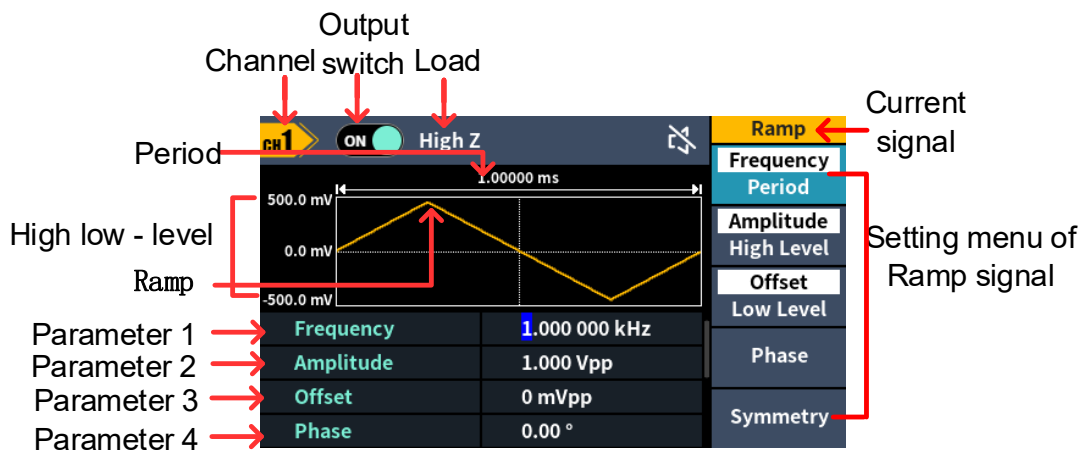 Output
Channel switch Load
Current
signal
CH1 ON High Z Ramp
Period 1.00000 ms
Frequency
Period
500.0 mV
Amplitude
High Level
High low - level
0.0 mV
Setting menu of
Ramp signal
Ramp
Offset
Low Level
-500.0 mV
Parameter 1 Frequency 1.000 000 kHz
Parameter 2 Amplitude 1.000 Vpp
Phase
Parameter 3 Offset 0 mVpp
Parameter 4 Phase 0.00 °
Symmetry